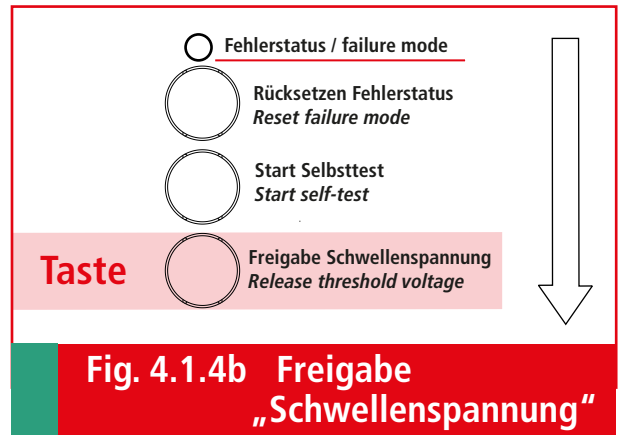 Fehlerstatus / failure mode
Rücksetzen Fehlerstatus
Reset failure mode
Start Selbsttest
Start self-test
Taste
Freigabe Schwellenspannung
Release threshold voltage
Fig. 4.1.4b Freigabe
„Schwellenspannung“